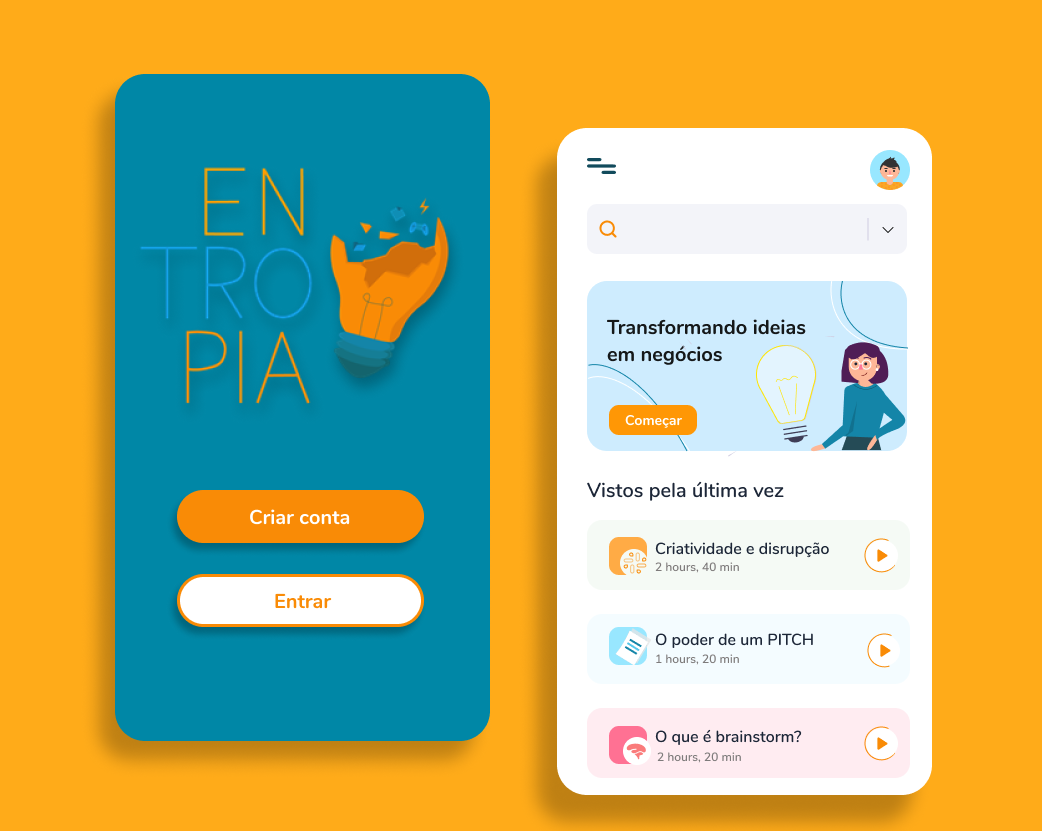 EN
TRO
PIA
Criar conta
Entrar
Transformando ideias
em negócios
Começar
Vistos pela última vez
Criatividade e disrupção
2 hours, 40 min
O poder de um PITCH
1 hours, 20 min
O que é brainstorm?
2 hours, 20 min